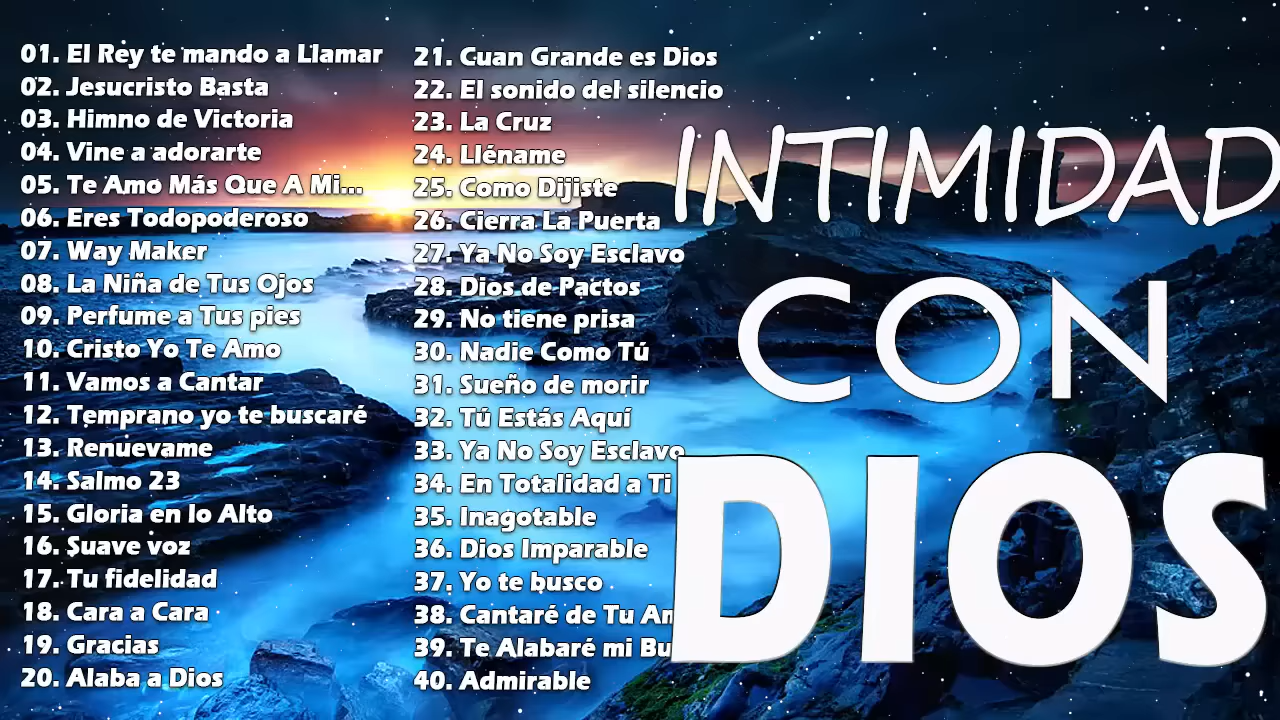 01. El Rey te mando a Llamar
02. Jesucristo Basta
03. Himno de Victoria
04. Vine a adorarte
05. Te Amo Más Que A Mi...
06. Eres Todopoderoso
07. Way Maker
08. La Niña de Tus Ojos
09. Perfume a Tus pies
10. Cristo Yo Te Amo
11. Vamos a Cantar
12. Temprano yo te buscaré
13. Renuevame
14. Salmo 23
15. Gloria en lo Alto
16. Suave voz
17. Tu fidelidad
18. Cara a Cara
19. Gracias
20. Alaba a Dios
21. Cuan Grande es Dios
22. El sonido del silencio
23. La Cruz
24. Lléname
25. Como Dijiste
26. Cierra La Puerta
27. Ya No Soy Esclavo
28. Dios de Pactos
29. No tiene prisa
30. Nadie Como Tú
31. Sueño de morir
32. Tú Estás Aquí
33. Ya No Soy Esclavo
34. En Totalidad a Ti
35. Inagotable
36. Dios Imparable
37. Yo te busco
38. Cantaré de Tu
39. Te Alabaré mi
40. Admirable
INTIMIDAD
CON
DIOS